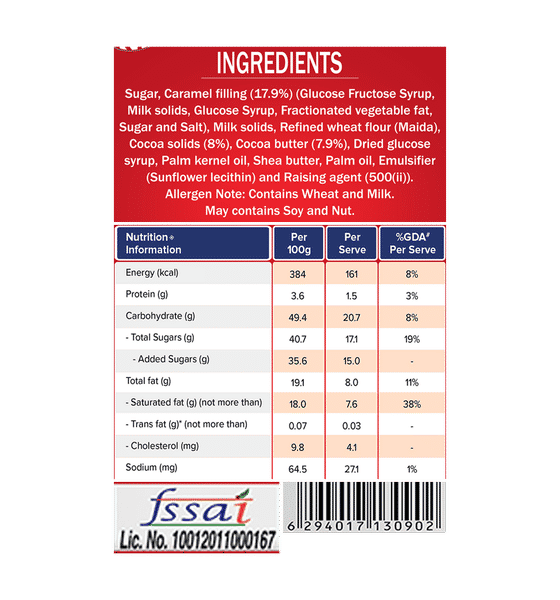 INGREDIENTS
Sugar, Caramel filling (17.9%) (Glucose Fructose Syrup,
Milk solids, Glucose Syrup, Fractionated vegetable fat,
Sugar and Salt), Milk solids, Refined wheat flour (Maida),
Cocoa solids (8%), Cocoa butter (7.9%), Dried glucose
syrup, Palm kernel oil, Shea butter, Palm oil, Emulsifier
(Sunflower lecithin) and Raising agent (500(ii)).
Allergen Note: Contains Wheat and Milk.
May contains Soy and Nut.
Nutrition* Information Per 100g Per Serve %GDA# Per Serve
Energy (kcal) 384 161 8%
Protein (g) 3.6 1.5 3%
Carbohydrate (g) 49.4 20.7 8%
- Total Sugars (g) 40.7 17.1 19%
- Added Sugars (g) 35.6 15.0 -
Total fat (g) 19.1 8.0 11%
- Saturated fat (g) (not more than) 18.0 7.6 38%
- Trans fat (g)* (not more than) 0.07 0.03 -
- Cholesterol (mg) 9.8 4.1 -
Sodium (mg) 64.5 27.1 1%
fssai
Lic. No. 10012011000167
6 294017 130902